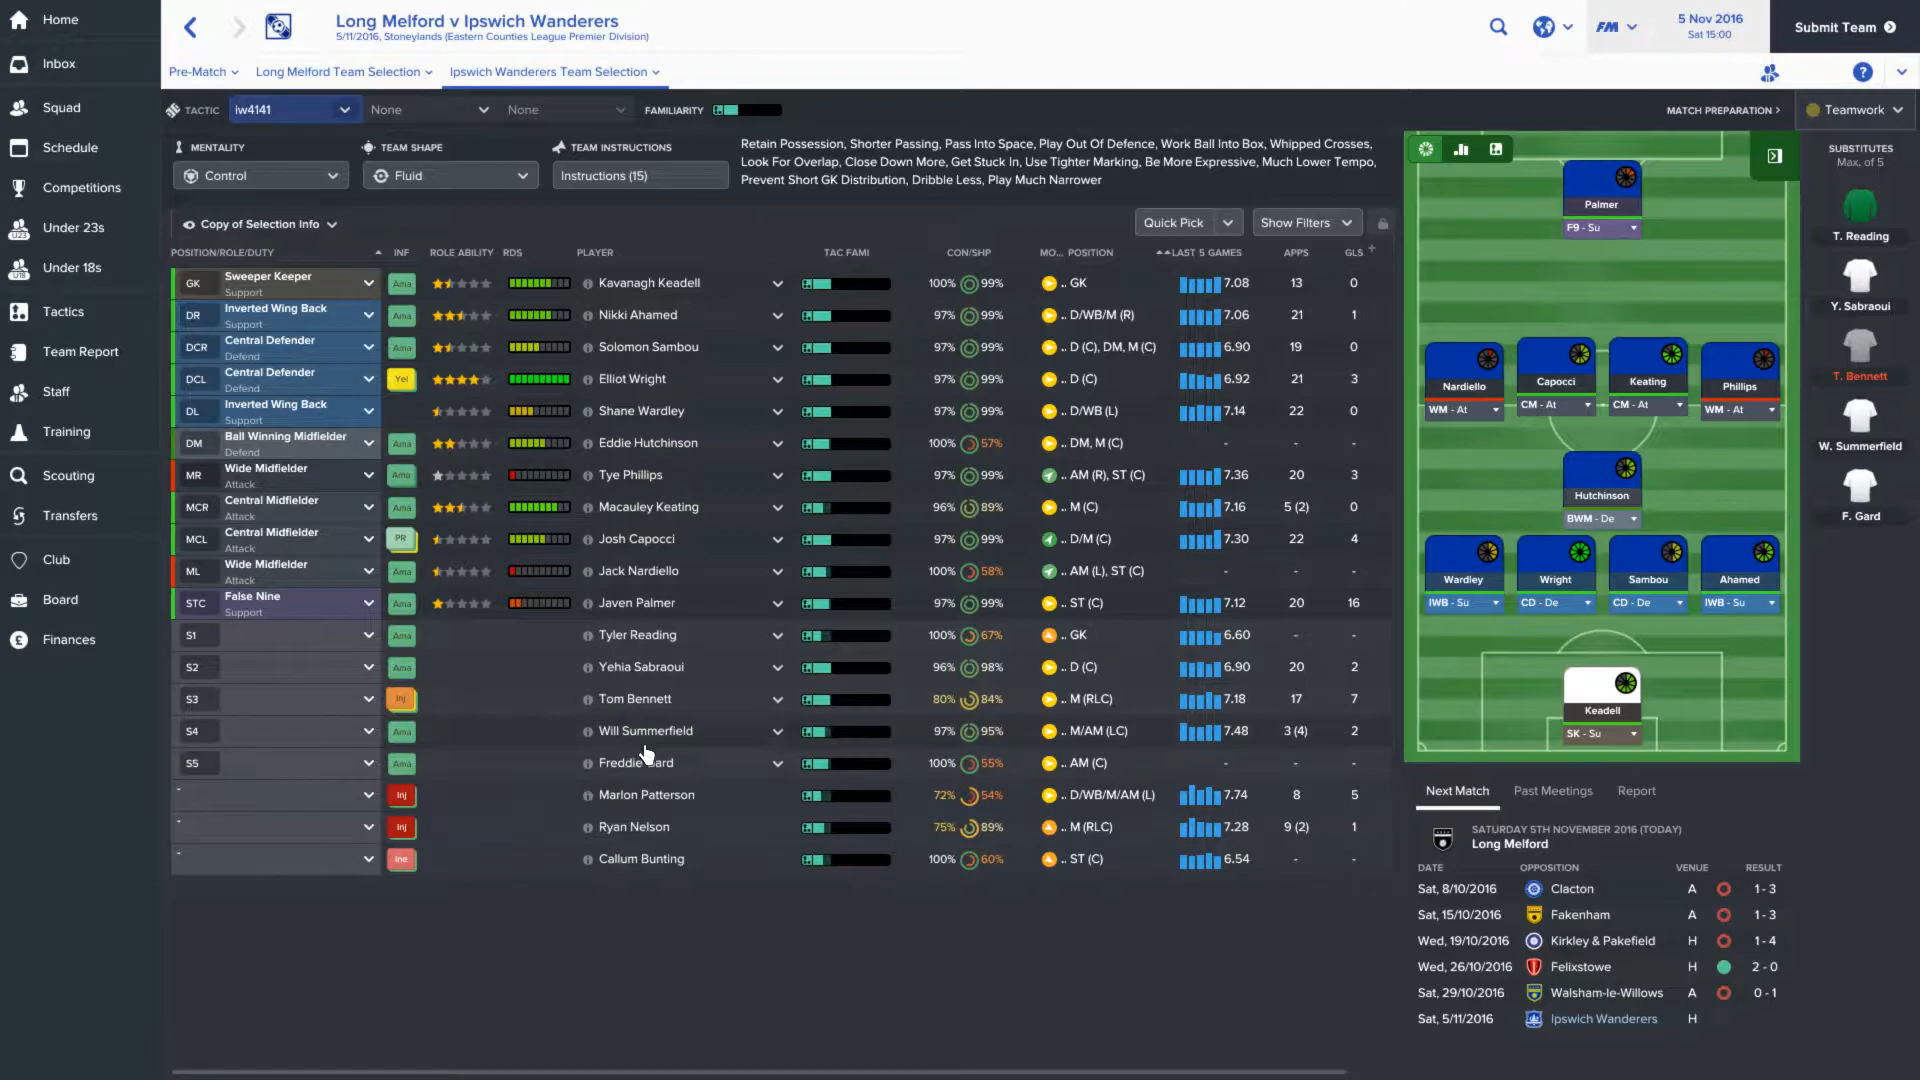 Home
Inbox
Squad
Schedule
Competitions
Under 23s
Under 18s
Tactics
Team Report
Staff
Training
Scouting
Transfers
Club
Board
Finances
Long Melford v Ipswich Wanderers
5/11/2016, Stoneylands (Eastern Counties League Premier Division)
FM
5 Nov 2016
Sat 15:00
Submit Team
Pre-Match Long Melford Team Selection Ipswich Wanderers Team Selection
TACTIC iw4141 None None FAMILIARITY
MATCH PREPARATION > Teamwork
MENTALITY TEAM SHAPE TEAM INSTRUCTIONS
Control Fluid Instructions (15)
Retain Possession, Shorter Passing, Pass Into Space, Play Out Of Defence, Work Ball Into Box, Whipped Crosses,
Look For Overlap, Close Down More, Get Stuck In, Use Tighter Marking, Be More Expressive, Much Lower Tempo,
Prevent Short GK Distribution, Dribble Less, Play Much Narrower
Copy of Selection Info Quick Pick Show Filters
POSITION/ROLE/DUTY INF ROLE ABILITY RDS PLAYER TAC FAMI CON/SHP MO... POSITION LAST 5 GAMES APPS GLS +
GK Sweeper Keeper Support Ama Kavanagh Keadell 100% 99% .. GK 7.08 13 0
DR Inverted Wing Back Support Ama Nikki Ahamed 97% 99% .. D/WB/M (R) 7.06 21 1
DCR Central Defender Defend Ama Solomon Sambou 97% 99% .. D (C), DM, M (C) 6.90 19 0
DCL Central Defender Defend Yel Elliot Wright 97% 99% .. D (C) 6.92 21 3
DL Inverted Wing Back Support Shane Wardley 97% 99% .. D/WB (L) 7.14 22 0
DM Ball Winning Midfielder Defend Ama Eddie Hutchinson 100% 57% .. DM, M (C) - -
MR Wide Midfielder Attack Ama Tye Phillips 97% 99% .. AM (R), ST (C) 7.36 20 3
MCR Central Midfielder Attack Ama Macauley Keating 96% 89% .. M (C) 7.16 5 (2) 0
MCL Central Midfielder Attack PR Josh Capocci 97% 99% .. D/M (C) 7.30 22 4
ML Wide Midfielder Attack Ama Jack Nardiello 100% 58% .. AM (L), ST (C) - -
STC False Nine Support Ama Javen Palmer 97% 99% .. ST (C) 7.12 20 16
S1 Ama Tyler Reading 100% 67% .. GK 6.60 - -
S2 Ama Yehia Sabraoui 96% 98% .. D (C) 6.90 20 2
S3 Inj Tom Bennett 80% 84% .. M (RLC) 7.18 17 7
S4 Ama Will Summerfield 97% 95% .. M/AM (LC) 7.48 3 (4) 2
S5 Ama Freddie 100% 55% .. AM (C) - -
- Inj Marlon Patterson 72% 54% .. D/WB/M/AM (L) 7.74 8 5
- Inj Ryan Nelson 75% 89% .. M (RLC) 7.28 9 (2) 1
- Ine Callum Bunting 100% 60% .. ST (C) 6.54 - -
Palmer
F9 - Su
Nardiello Capocci Keating Phillips
WM - At CM - At CM - At WM - At
Hutchinson
BWM - De
Wardley Wright Sambou Ahamed
IWB - Su CD - De CD - De IWB - Su
Keadell
SK - Su
SUBSTITUTES
Max. of 5
T. Reading
Y. Sabraoui
T. Bennett
W. Summerfield
F. Gard
Next Match Past Meetings Report
SATURDAY 5TH NOVEMBER 2016 (TODAY)
Long Melford
DATE OPPOSITION VENUE RESULT
Sat, 8/10/2016 Clacton A 1 - 3
Sat, 15/10/2016 Fakenham A 1 - 3
Wed, 19/10/2016 Kirkley & Pakefield H 1 - 4
Wed, 26/10/2016 Felixstowe H 2 - 0
Sat, 29/10/2016 Walsham-le-Willows A 0 - 1
Sat, 5/11/2016 Ipswich Wanderers H